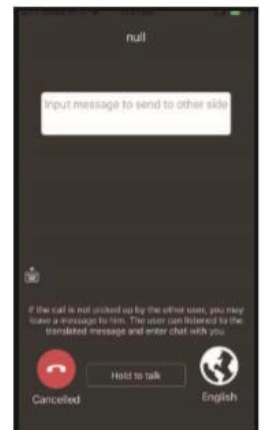 null
Input message to send to other side
If the call is not picked up by the other user, you may
leave a message to him. The user can listened to the
translated message and enter chat with you.
Hold to talk
Cancelled
English